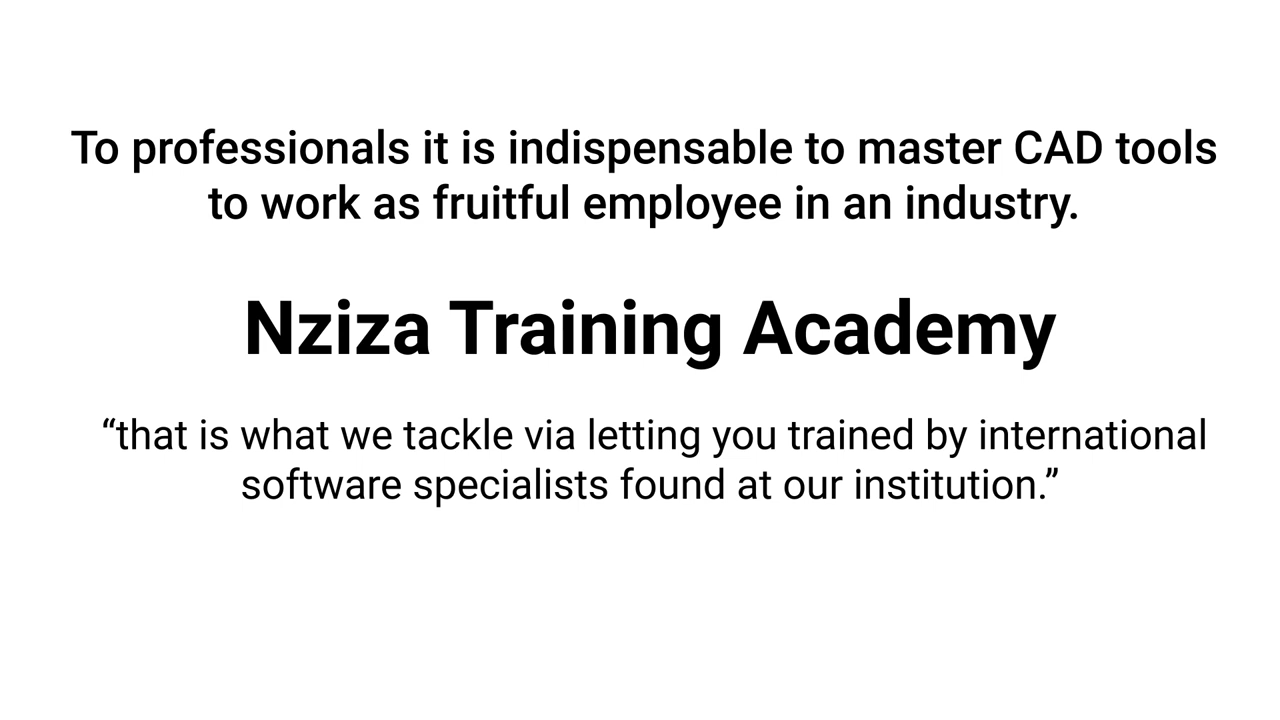 To professionals it is indispensable to master CAD tools
to work as fruitful employee in an industry.
Nziza Training Academy
“that is what we tackle via letting you trained by international
software specialists found at our institution.”